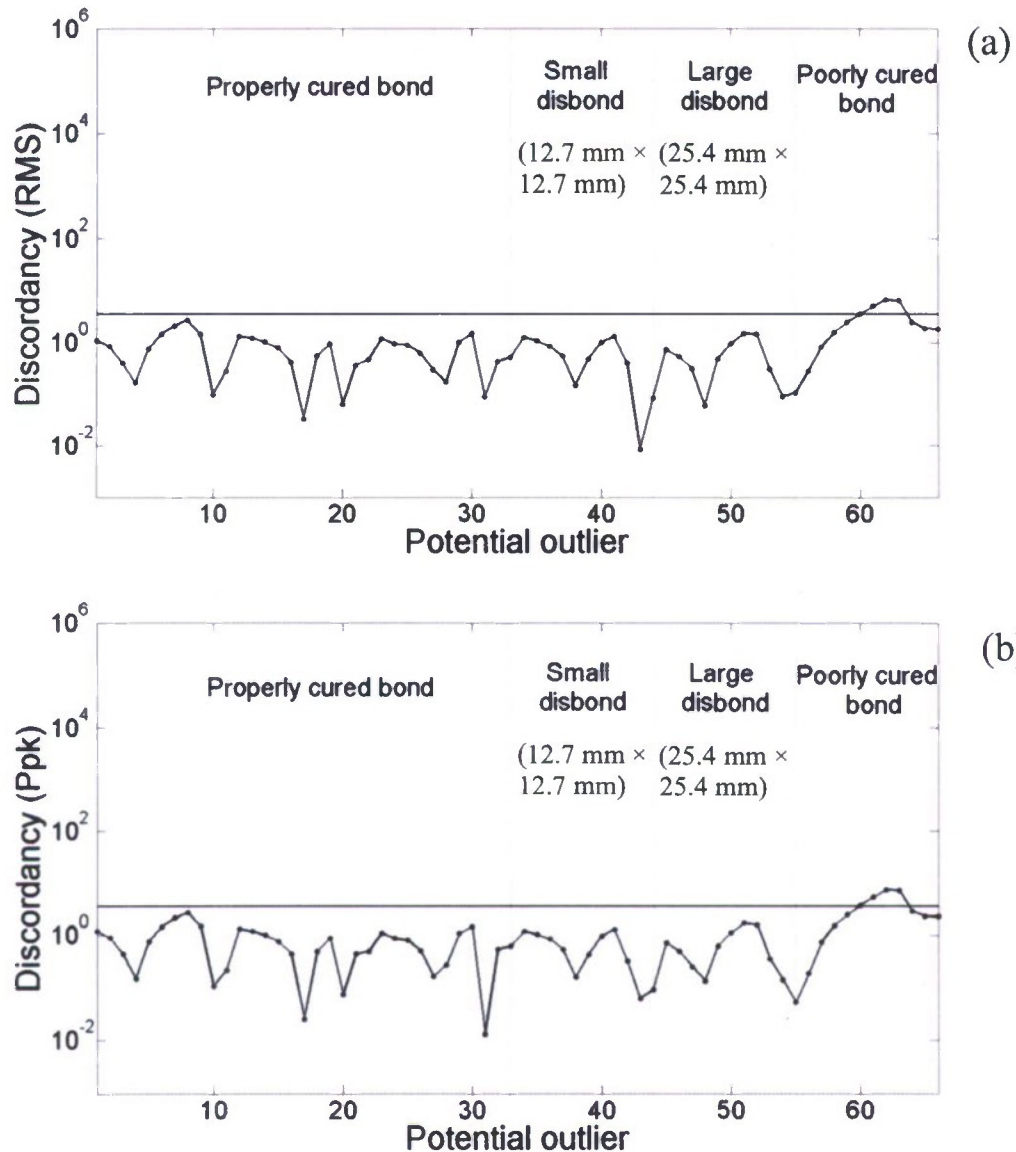 (a)
10^6
10^4
10^2
10^0
10^-2
Discordancy (RMS)
Properly cured bond
Small
disbond
(12.7 mm ×
12.7 mm)
Large
disbond
(25.4 mm ×
25.4 mm)
Poorly cured
bond
10 20 30 40 50 60
Potential outlier
(b
10^6
10^4
10^2
10^0
10^-2
Discordancy (Ppk)
Properly cured bond
Small
disbond
(12.7 mm ×
12.7 mm)
Large
disbond
(25.4 mm ×
25.4 mm)
Poorly cured
bond
10 20 30 40 50 60
Potential outlier